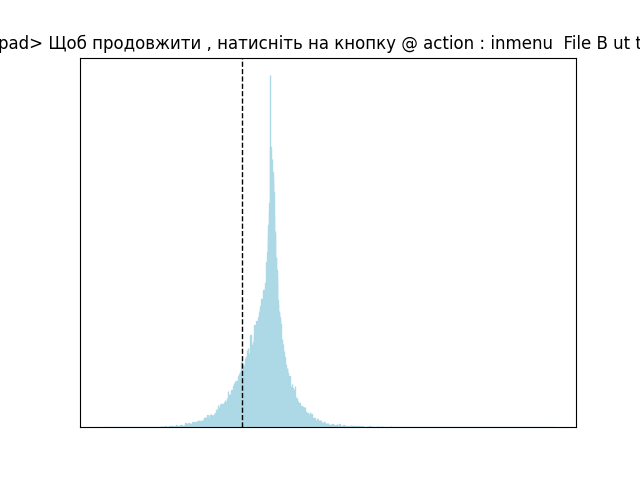 pad> Щоб продовжити , натисніть на кнопку @ action : inmenu File B ut t